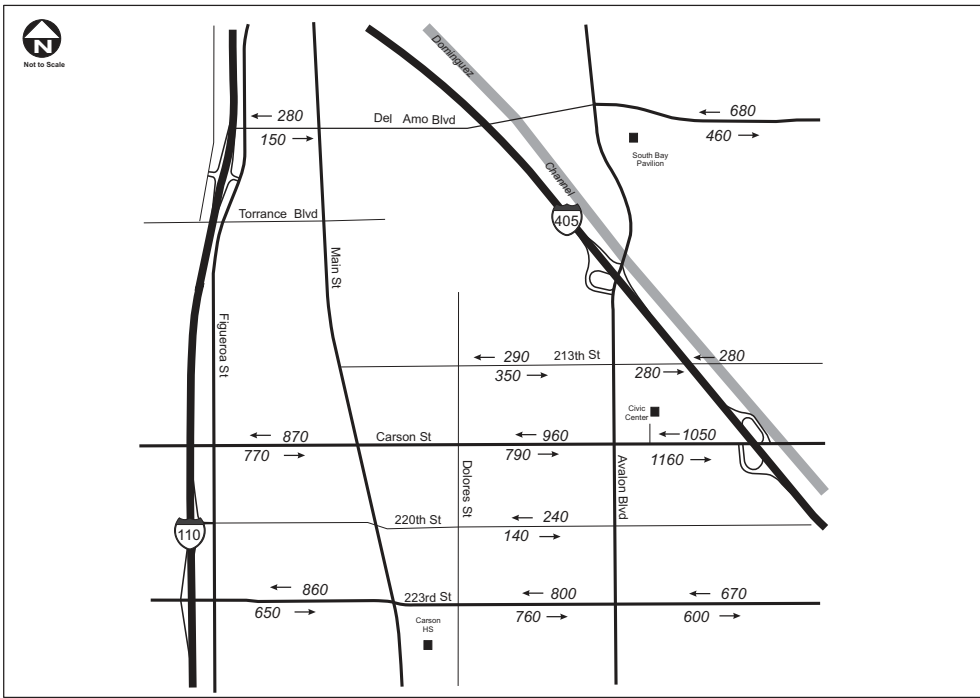 N
Not to Scale
Dominguez
← 280
Del Amo Blvd
← 680
150 →
460 →
South Bay
Pavilion
Channel
405
Torrance Blvd
Main St
Figueroa St
← 290
213th St
← 280
350 →
280 →
Civic
Center
← 870
Carson St
← 960
← 1050
770 →
790 →
1160 →
Dolores St
Avalon Blvd
220th St
← 240
110
140 →
← 860
223rd St
← 800
← 670
650 →
760 →
600 →
Carson
HS